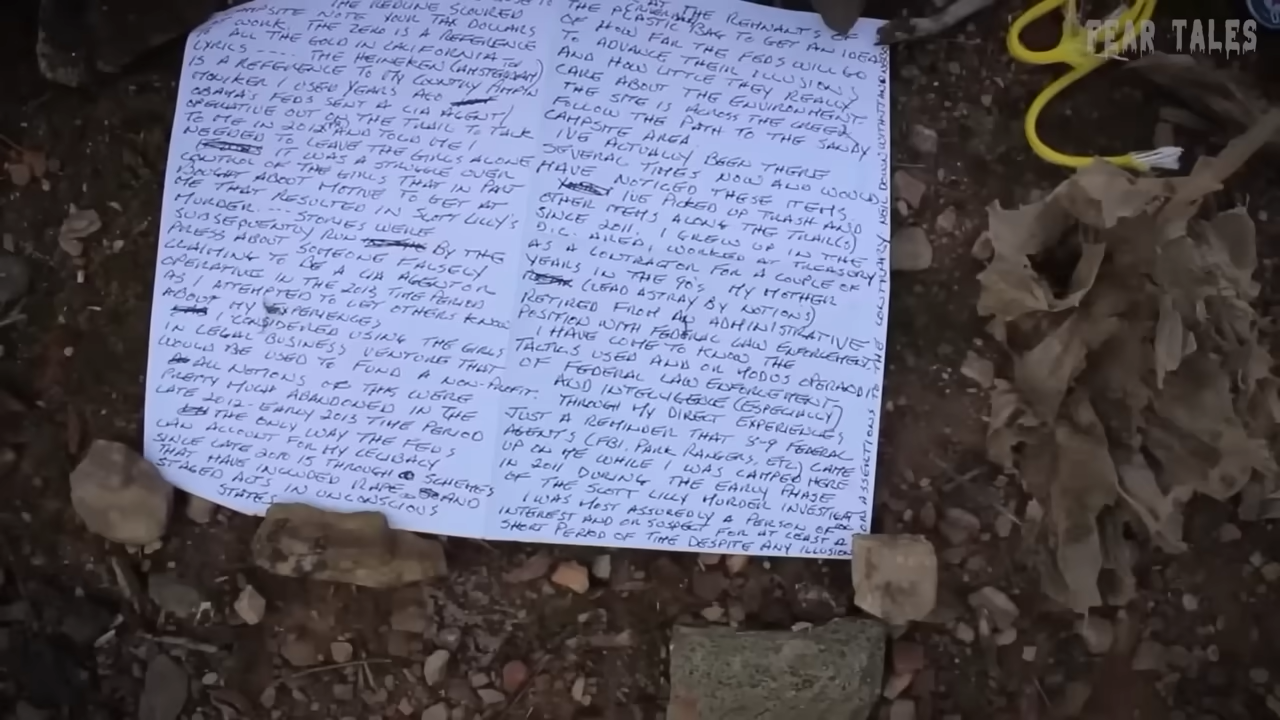 THE REDLINE SCOURED
CAMPSITE NOTE YOUR THA DOLLARS
WORK. THE ZERO IS A REFERENCE
TO ALL THE GOLD IN CALIFORNIA
LYRICS .... THE HEINEKEN (AMSTERDAM)
IS A REFERENCE TO MY COUNTRY PIMPIN
MONIKER I USED YEARS AGO
OBAMA'S FEDS SENT A CIA AGENT/
OPERATIVE OUT ON THE TRAIL TO TALK
TO ME IN 2012 AND TOLD ME I
NEEDED TO LEAVE THE GIRLS ALONE
IT WAS A STRUGGLE OVER
CONTROL OF THE GIRLS THAT IN PART
BOUGHT ABOUT MOTIVE TO GET AT
ME THAT RESULTED IN SCOTT LILLY'S
MURDER.... STORIES WERE
SUBSEQUENTLY RUN BY THE
PRESS ABOUT SOMEONE FALSELY
CLAIMING TO BE A CIA AGENT OR
OPERATIVE IN THE 2013 TIME PERIOD
AS I ATTEMPTED TO LET OTHERS KNOW
ABOUT MY EXPERIENCES
I CONSIDERED USING THE GIRLS
IN LEGAL BUSINESS VENTURE THAT
WOULD BE USED TO FUND A NON-PROFIT.
ALL NOTIONS OF THIS WERE
PRETTY MUCH ABANDONED IN THE
LATE 2012-EARLY 2013 TIME PERIOD
THE ONLY WAY THE FEDS
CAN ACCOUNT FOR MY CELIBACY
SINCE LATE 2010 IS THROUGH SCHEMES
THAT HAVE INCLUDED RAPE AND
STAGED ACTS IN UNCONSCIOUS
STATES
AT THE REMNANTS
THE PLASTIC BAG TO GET AN IDEA
OF HOW FAR THE FEDS WILL GO
TO ADVANCE THEIR ILLUSIONS
AND HOW LITTLE THEY REALLY
CARE ABOUT THE ENVIRONMENT
THE SITE IS ACROSS THE CREEK
FOLLOW THE PATH TO THE SANDY
CAMPSITE AREA.
I'VE ACTUALLY BEEN THERE
SEVERAL TIMES NOW AND WOULD
HAVE NOTICED THESE ITEMS
I'VE PICKED UP TRASH AND
OTHER ITEMS ALONG THE TRAIL(S)
SINCE 2011. I GREW UP IN THE
D.C. AREA, WORKED AT TREASURY
AS A CONTRACTOR FOR A COUPLE OF
YEARS IN THE 90'S. MY MOTHER
(LEAD ASTRAY BY NOTIONS)
RETIRED FROM AN ADMINISTRATIVE
POSITION WITH FEDERAL LAW ENFORCEMENT.
I HAVE COME TO KNOW THE
TACTICS USED AND OR MODUS OPERANDI
OF FEDERAL LAW ENFORCEMENT
AND INTELLIGENCE (ESPECIALLY)
THROUGH MY DIRECT EXPERIENCES
JUST A REMINDER THAT 8-9 FEDERAL
AGENTS (FBI, PARK RANGERS, ETC) CAME
UP ON ME WHILE I WAS CAMPED HERE
IN 2011 DURING THE EARLY PHASE
OF THE SCOTT LILLY MURDER INVESTIGATION
I WAS MOST ASSUREDLY A PERSON OF
INTEREST AND OR SUSPECT FOR AT LEAST A
SHORT PERIOD OF TIME DESPITE ANY ILLUSION
OR ASSERTIONS TO THE CONTRARY
FEAR TALES